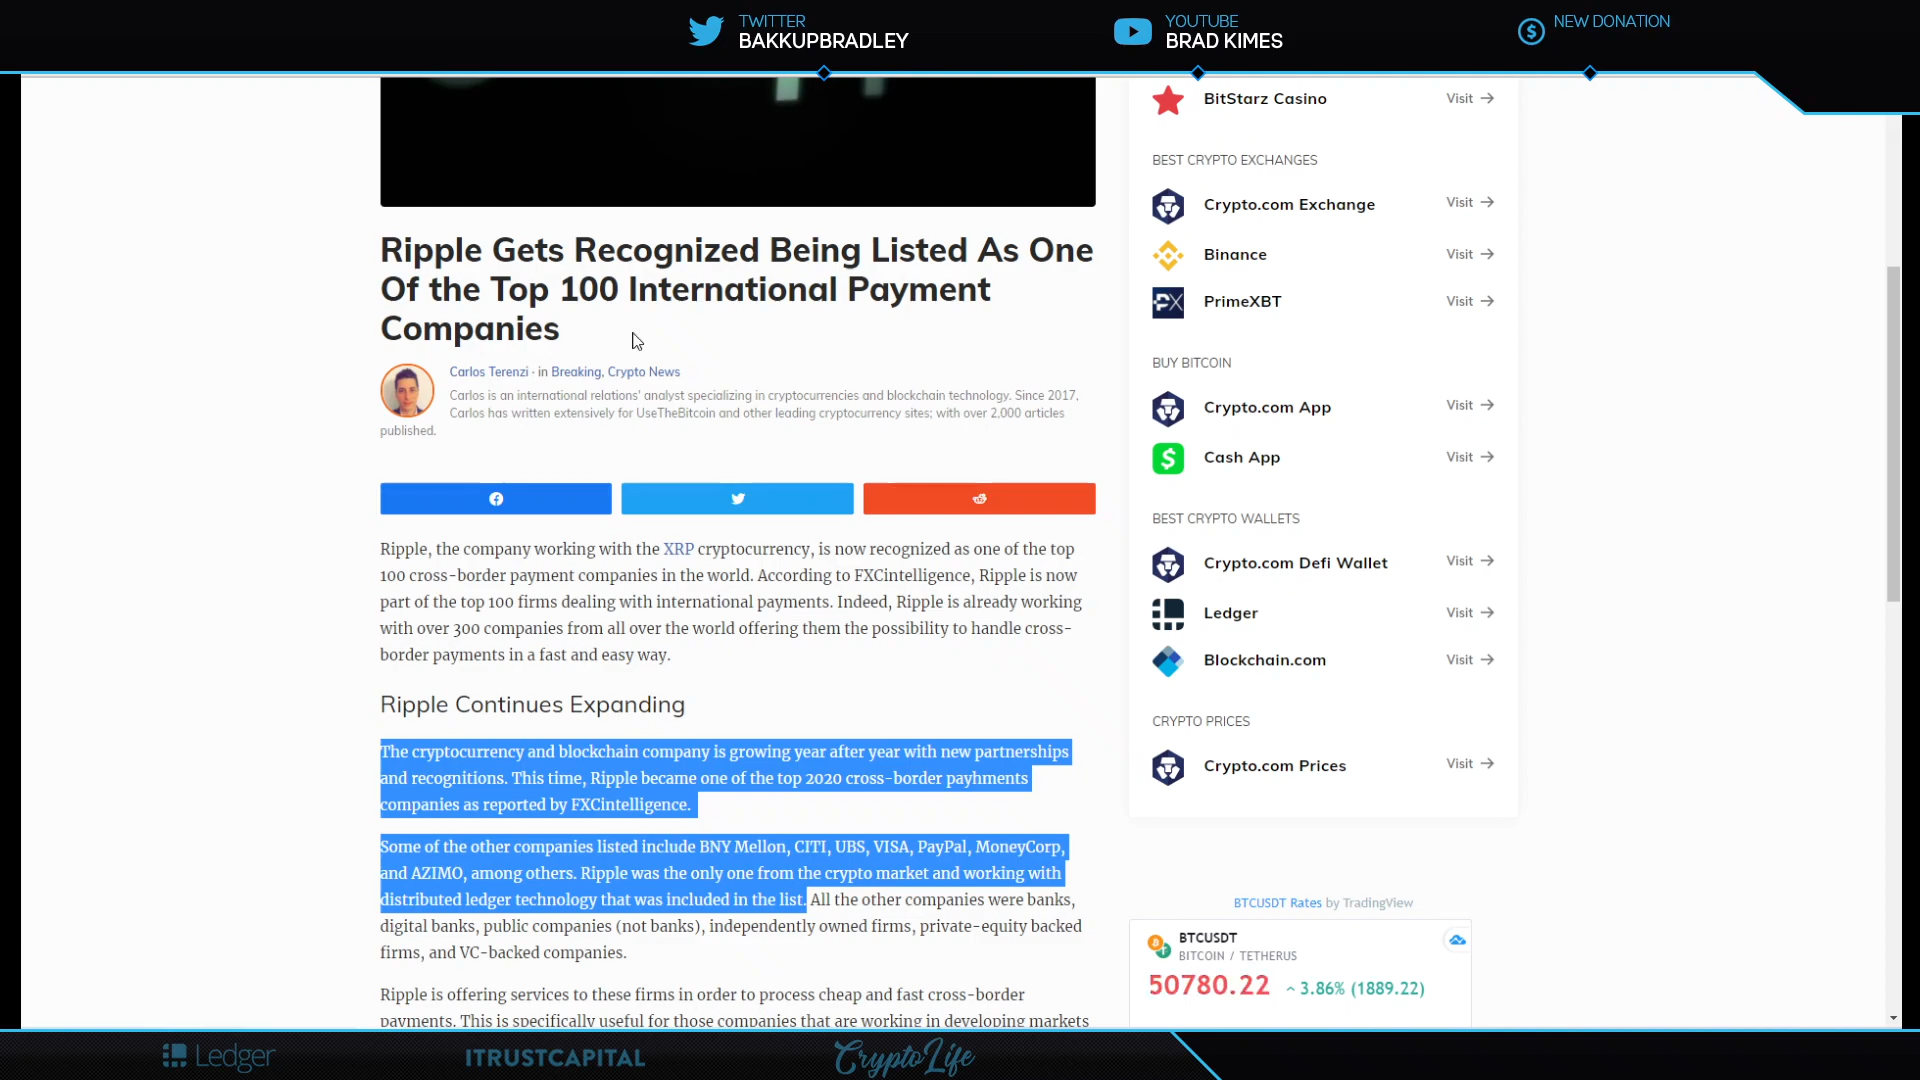 TWITTER
BAKKUPBRADLEY
YOUTUBE
BRAD KIMES
NEW DONATION
Ripple Gets Recognized Being Listed As One
Of the Top 100 International Payment
Companies
Carlos Terenzi - in Breaking, Crypto News
Carlos is an international relations' analyst specializing in cryptocurrencies and blockchain technology. Since 2017,
Carlos has written extensively for UseTheBitcoin and other leading cryptocurrency sites; with over 2,000 articles
published.
Ripple, the company working with the XRP cryptocurrency, is now recognized as one of the top
100 cross-border payment companies in the world. According to FXCintelligence, Ripple is now
part of the top 100 firms dealing with international payments. Indeed, Ripple is already working
with over 300 companies from all over the world offering them the possibility to handle cross-
border payments in a fast and easy way.
Ripple Continues Expanding
The cryptocurrency and blockchain company is growing year after year with new partnerships
and recognitions. This time, Ripple became one of the top 2020 cross-border payhments
companies as reported by FXCintelligence.
Some of the other companies listed include BNY Mellon, CITI, UBS, VISA, PayPal, MoneyCorp,
and AZIMO, among others. Ripple was the only one from the crypto market and working with
distributed ledger technology that was included in the list. All the other companies were banks,
digital banks, public companies (not banks), independently owned firms, private-equity backed
firms, and VC-backed companies.
Ripple is offering services to these firms in order to process cheap and fast cross-border
payments. This is specifically useful for those companies that are working in developing markets
BitStarz Casino Visit →
BEST CRYPTO EXCHANGES
Crypto.com Exchange Visit →
Binance Visit →
PrimeXBT Visit →
BUY BITCOIN
Crypto.com App Visit →
Cash App Visit →
BEST CRYPTO WALLETS
Crypto.com Defi Wallet Visit →
Ledger Visit →
Blockchain.com Visit →
CRYPTO PRICES
Crypto.com Prices Visit →
BTCUSDT Rates by TradingView
BTCUSDT
BITCOIN / TETHERUS
50780.22 3.86% (1889.22)
Ledger
ITRUSTCAPITAL
CryptoLife